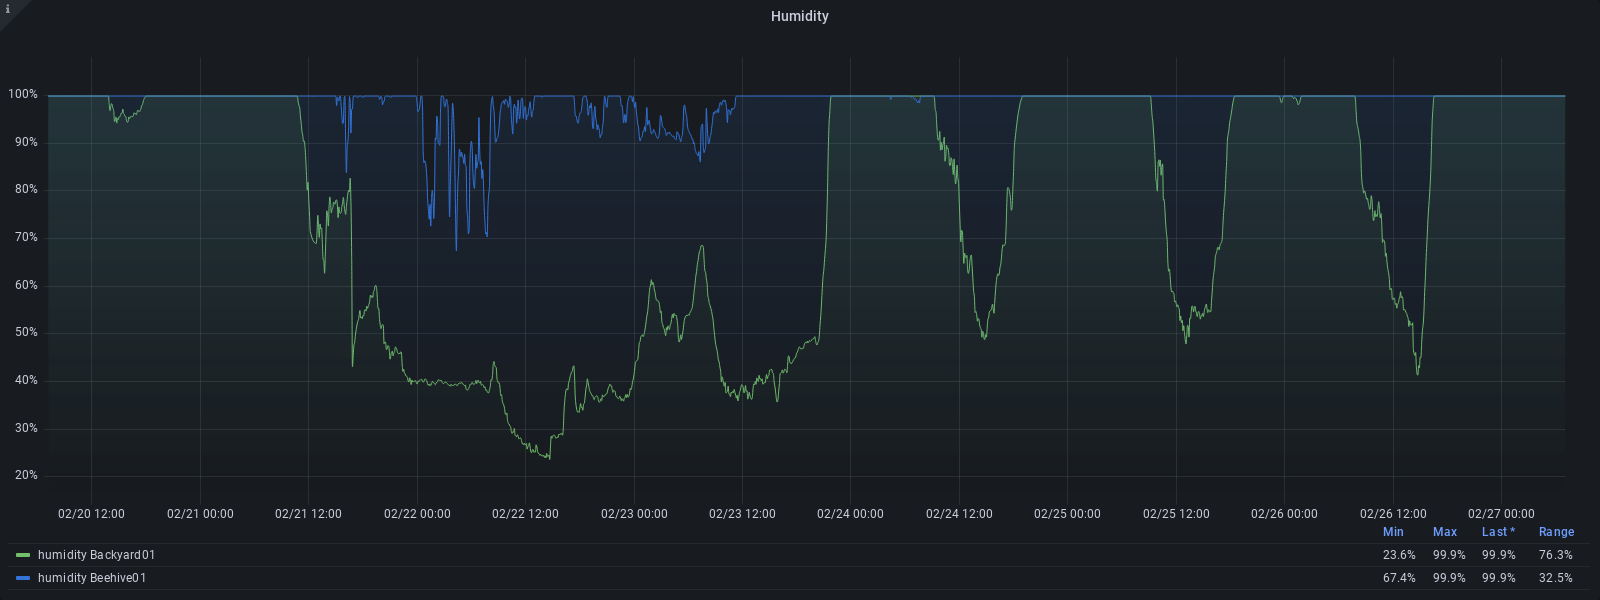 i
Humidity
100%
90%
80%
70%
60%
50%
40%
30%
20%
02/20 12:00 02/21 00:00 02/21 12:00 02/22 00:00 02/22 12:00 02/23 00:00 02/23 12:00 02/24 00:00 02/24 12:00 02/25 00:00 02/25 12:00 02/26 00:00 02/26 12:00 02/27 00:00
Min Max Last * Range
humidity Backyard01 23.6% 99.9% 99.9% 76.3%
humidity Beehive01 67.4% 99.9% 99.9% 32.5%